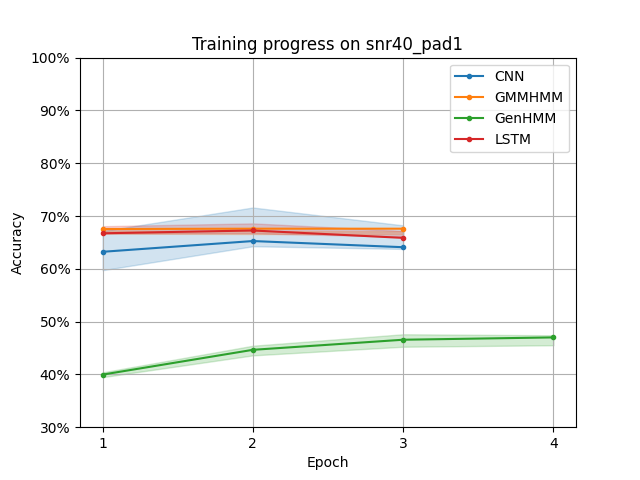 Training progress on snr40_pad1
100%
90%
80%
70%
60%
50%
40%
30%
Accuracy
CNN
GMMHMM
GenHMM
LSTM
1 2 3 4
Epoch